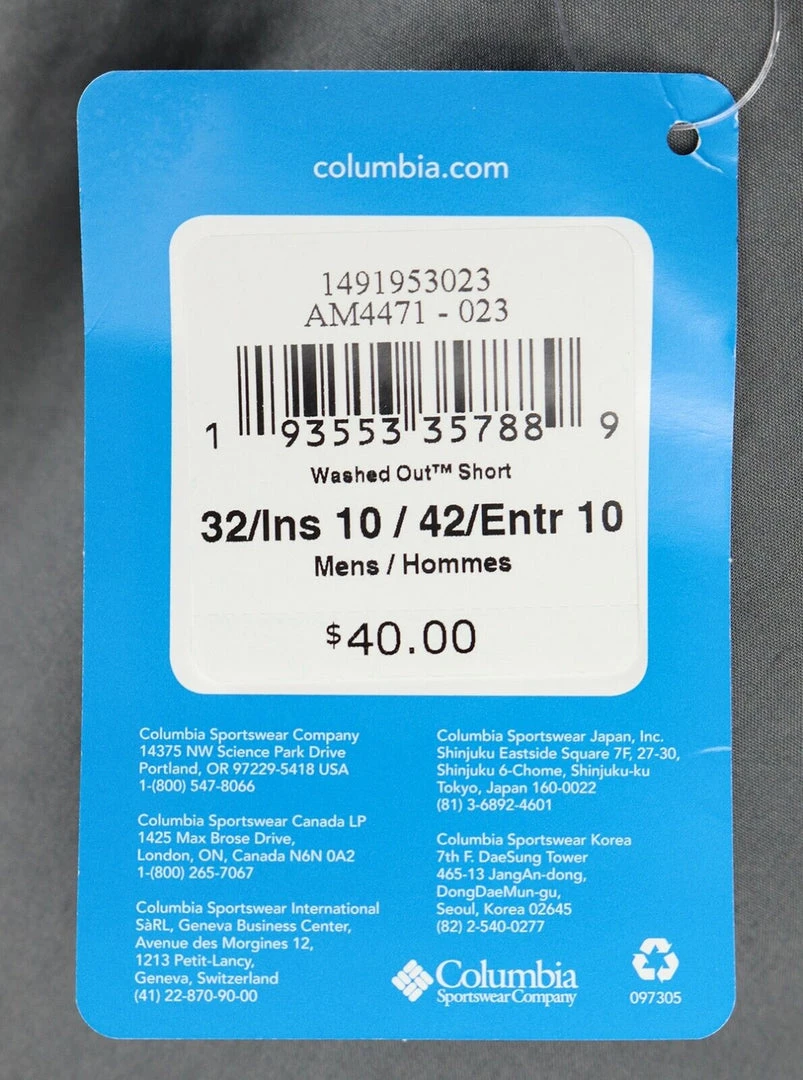 columbia.com
1491953023
AM4471 - 023
1 93553 35788 9
Washed Out™ Short
32/Ins 10 / 42/Entr 10
Mens / Hommes
$40.00
Columbia Sportswear Company
14375 NW Science Park Drive
Portland, OR 97229-5418 USA
1-(800) 547-8066
Columbia Sportswear Canada LP
1425 Max Brose Drive,
London, ON, Canada N6N 0A2
1-(800) 265-7067
Columbia Sportswear International
SàRL, Geneva Business Center,
Avenue des Morgines 12,
1213 Petit-Lancy,
Geneva, Switzerland
(41) 22-870-90-00
Columbia Sportswear Japan, Inc.
Shinjuku Eastside Square 7F, 27-30,
Shinjuku 6-Chome, Shinjuku-ku
Tokyo, Japan 160-0022
(81) 3-6892-4601
Columbia Sportswear Korea
7th F. DaeSung Tower
465-13 JangAn-dong,
DongDaeMun-gu,
Seoul, Korea 02645
(82) 2-540-0277
Columbia
Sportswear Company
097305